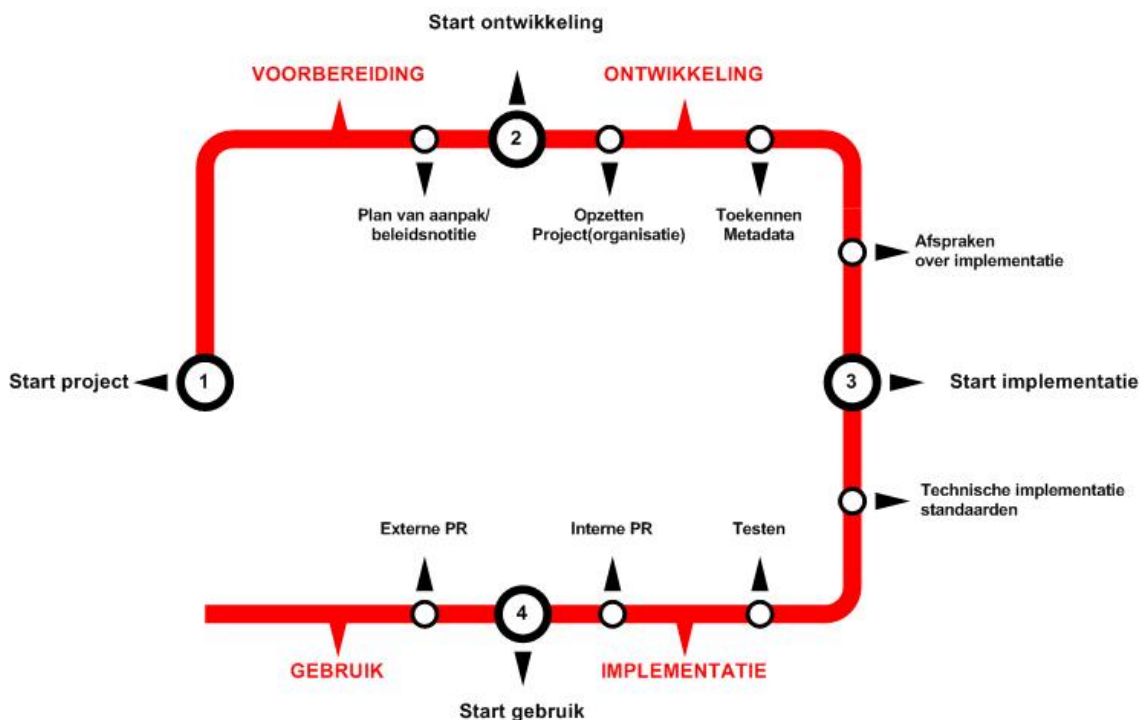 Start ontwikkeling
VOORBEREIDING
ONTWIKKELING
2
Plan van aanpak/
beleidsnotitie
Opzetten
Project(organisatie)
Toekennen
Metadata
Afspraken
over implementatie
Start project
1
3
Start implementatie
Technische implementatie
standaarden
Externe PR
Interne PR
Testen
4
GEBRUIK
IMPLEMENTATIE
Start gebruik